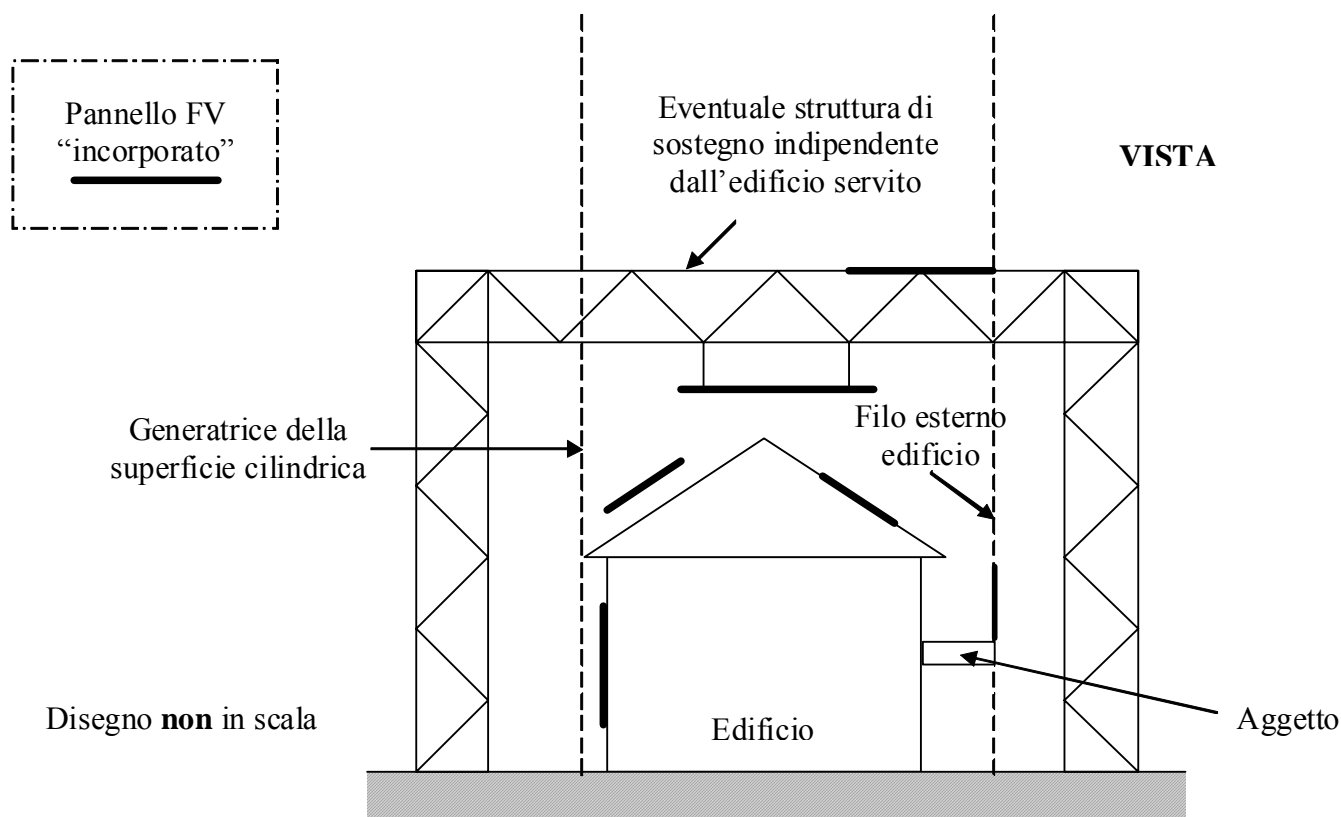 Pannello FV
“incorporato”
Eventuale struttura di
sostegno indipendente
dall’edificio servito
VISTA
Generatrice della
superficie cilindrica
Filo esterno
edificio
Disegno non in scala
Edificio
Aggetto